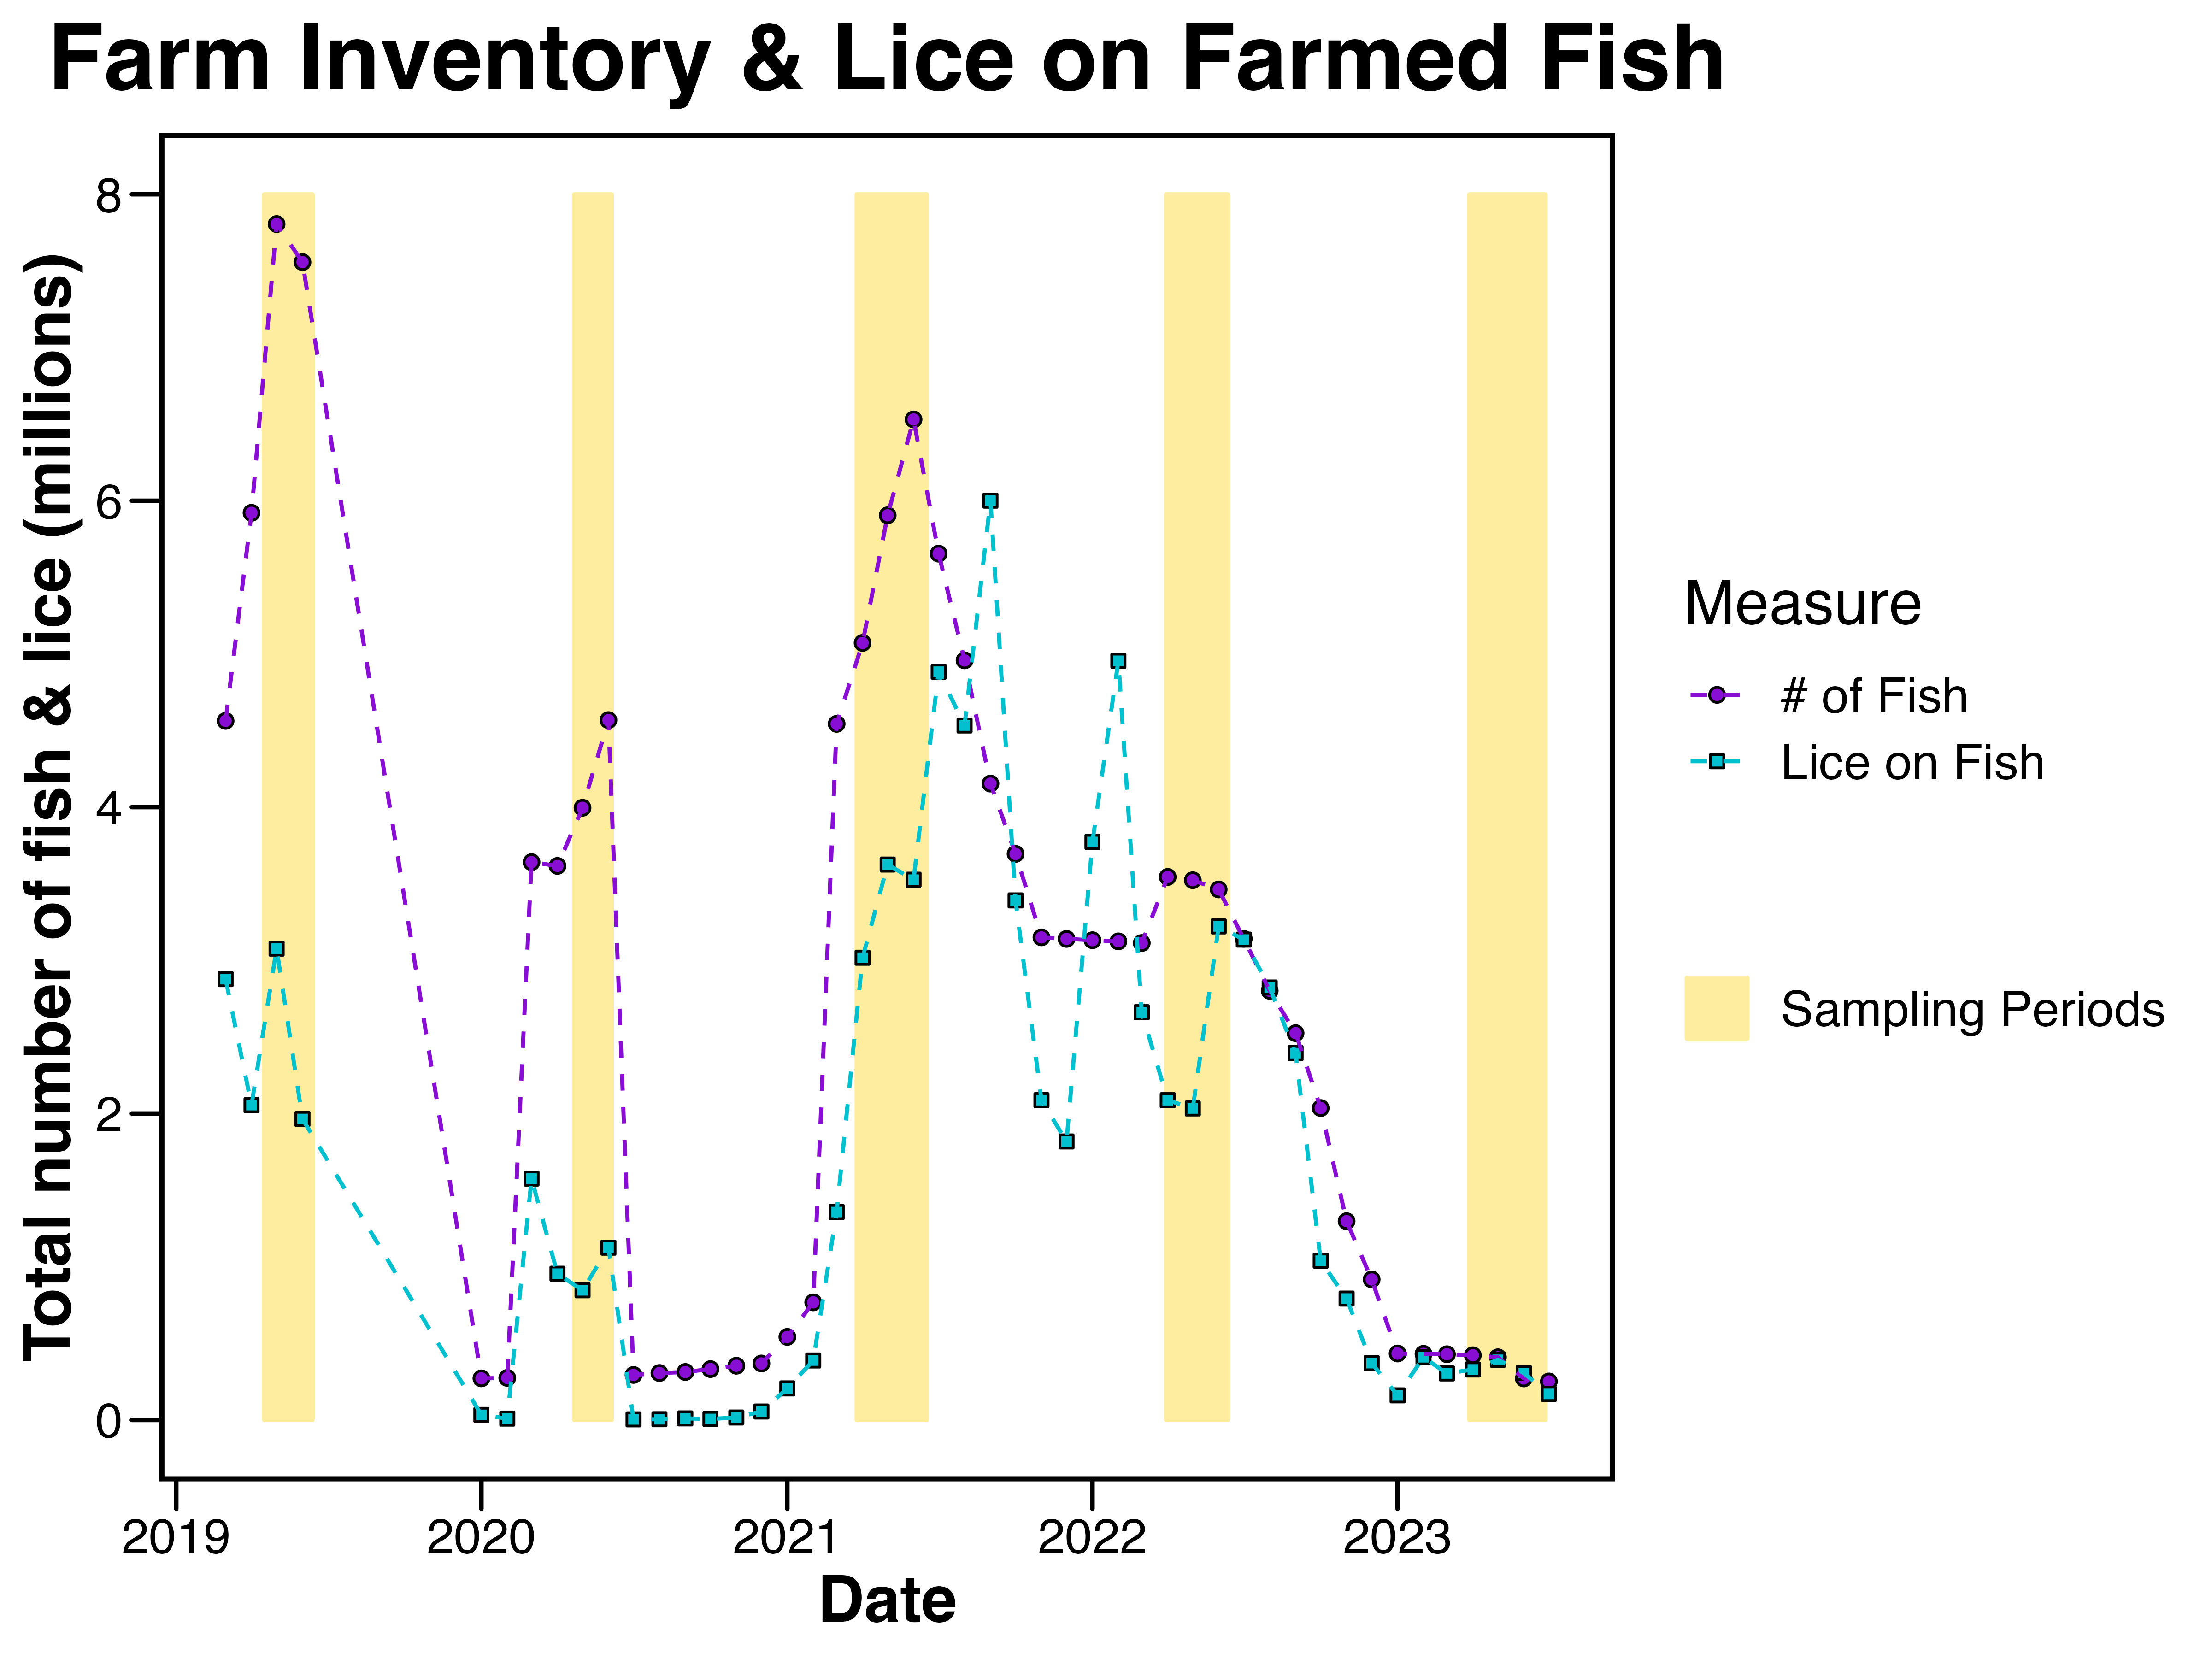 Farm Inventory & Lice on Farmed Fish
Total number of fish & lice (millions)
8
6
4
2
0
2019
2020
2021
2022
2023
Date
Measure
# of Fish
Lice on Fish
Sampling Periods